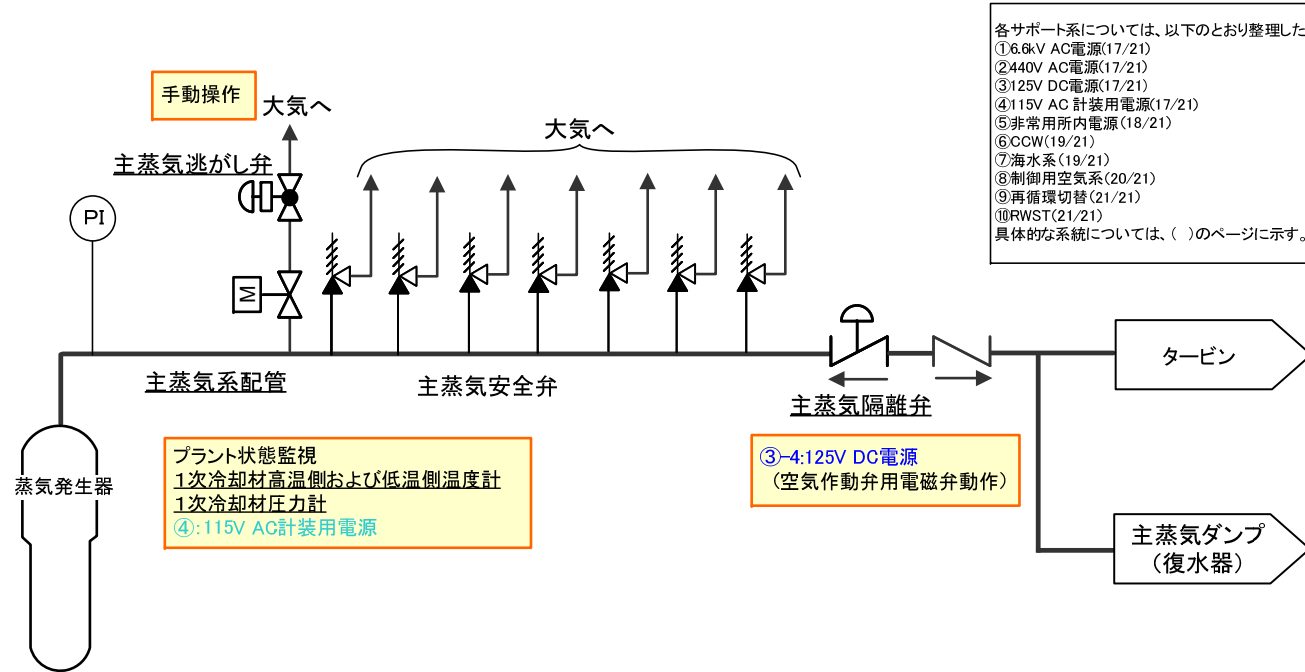 各サポート系については、以下のとおり整理した
①6.6kV AC電源(17/21)
②440V AC電源(17/21)
③125V DC電源(17/21)
④115V AC 計装用電源(17/21)
⑤非常用所内電源(18/21)
⑥CCW(19/21)
⑦海水系(19/21)
⑧制御用空気系(20/21)
⑨再循環切替(21/21)
⑩RWST(21/21)
具体的な系統については、( )のページに示す。
手動操作
大気へ
大気へ
主蒸気逃がし弁
PI
M
タービン
主蒸気系配管
主蒸気安全弁
主蒸気隔離弁
プラント状態監視
1次冷却材高温側および低温側温度計
1次冷却材圧力計
④:115V AC計装用電源
③-4:125V DC電源
(空気作動弁用電磁弁動作)
蒸気発生器
主蒸気ダンプ
(復水器)